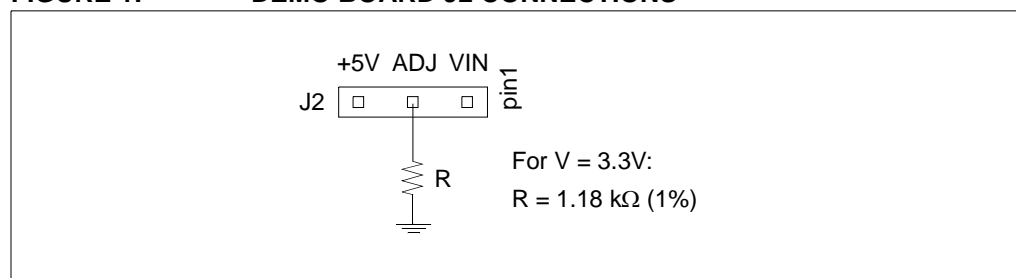 FIGURE 1: DEMO BOARD J2 CONNECTIONS
+5V ADJ VIN
pin1
J2
R
For V = 3.3V:
R = 1.18 kΩ (1%)